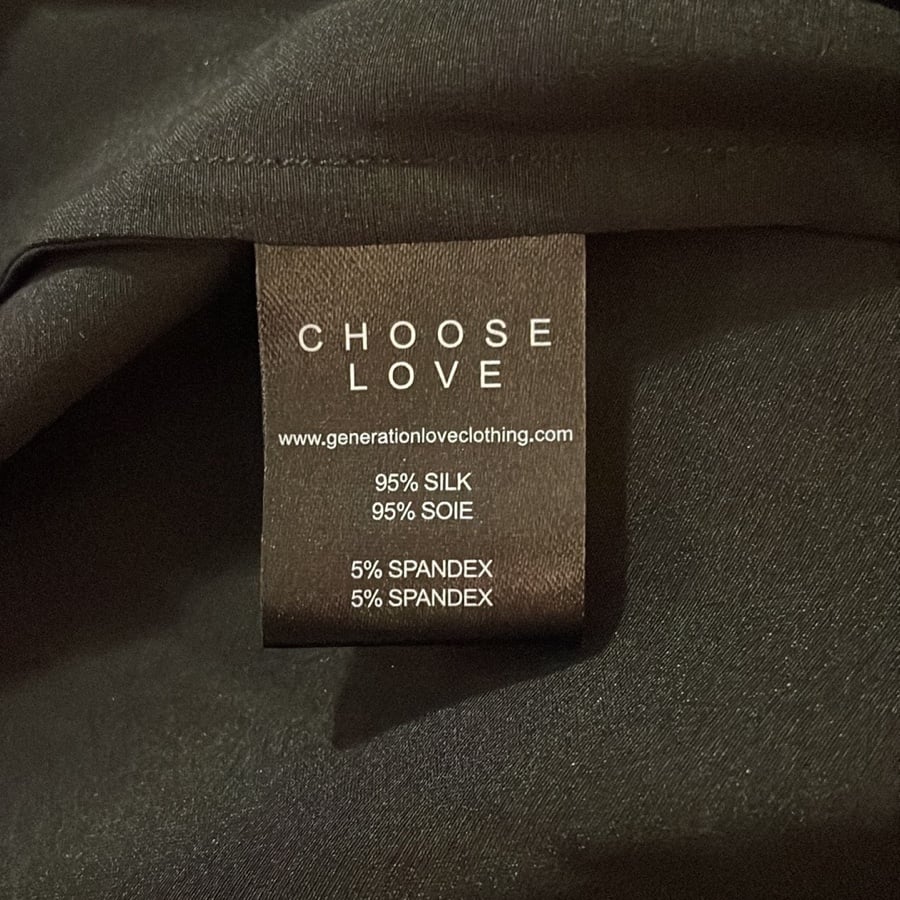 CHOOSE
LOVE
www.generationloveclothing.com
95% SILK
95% SOIE
5% SPANDEX
5% SPANDEX